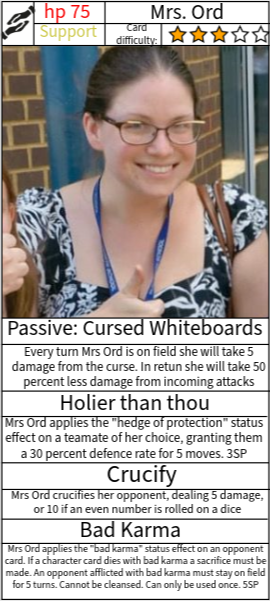 hp 75
Mrs. Ord
Support
Card
difficulty:
Passive: Cursed Whiteboards
Every turn Mrs Ord is on field she will take 5
damage from the curse. In retun she will take 50
percent less damage from incoming attacks
Holier than thou
Mrs Ord applies the "hedge of protection" status
effect on a teamate of her choice, granting them
a 30 percent defence rate for 5 moves. 3SP
Crucify
Mrs Ord crucifies her opponent, dealing 5 damage,
or 10 if an even number is rolled on a dice
Bad Karma
Mrs Ord applies the "bad karma" status effect on an opponent
card. If a character card dies with bad karma a sacrifice must be
made. An opponent afflicted with bad karma must stay on field
for 5 turns. Cannot be cleansed. Can only be used once. 5SP